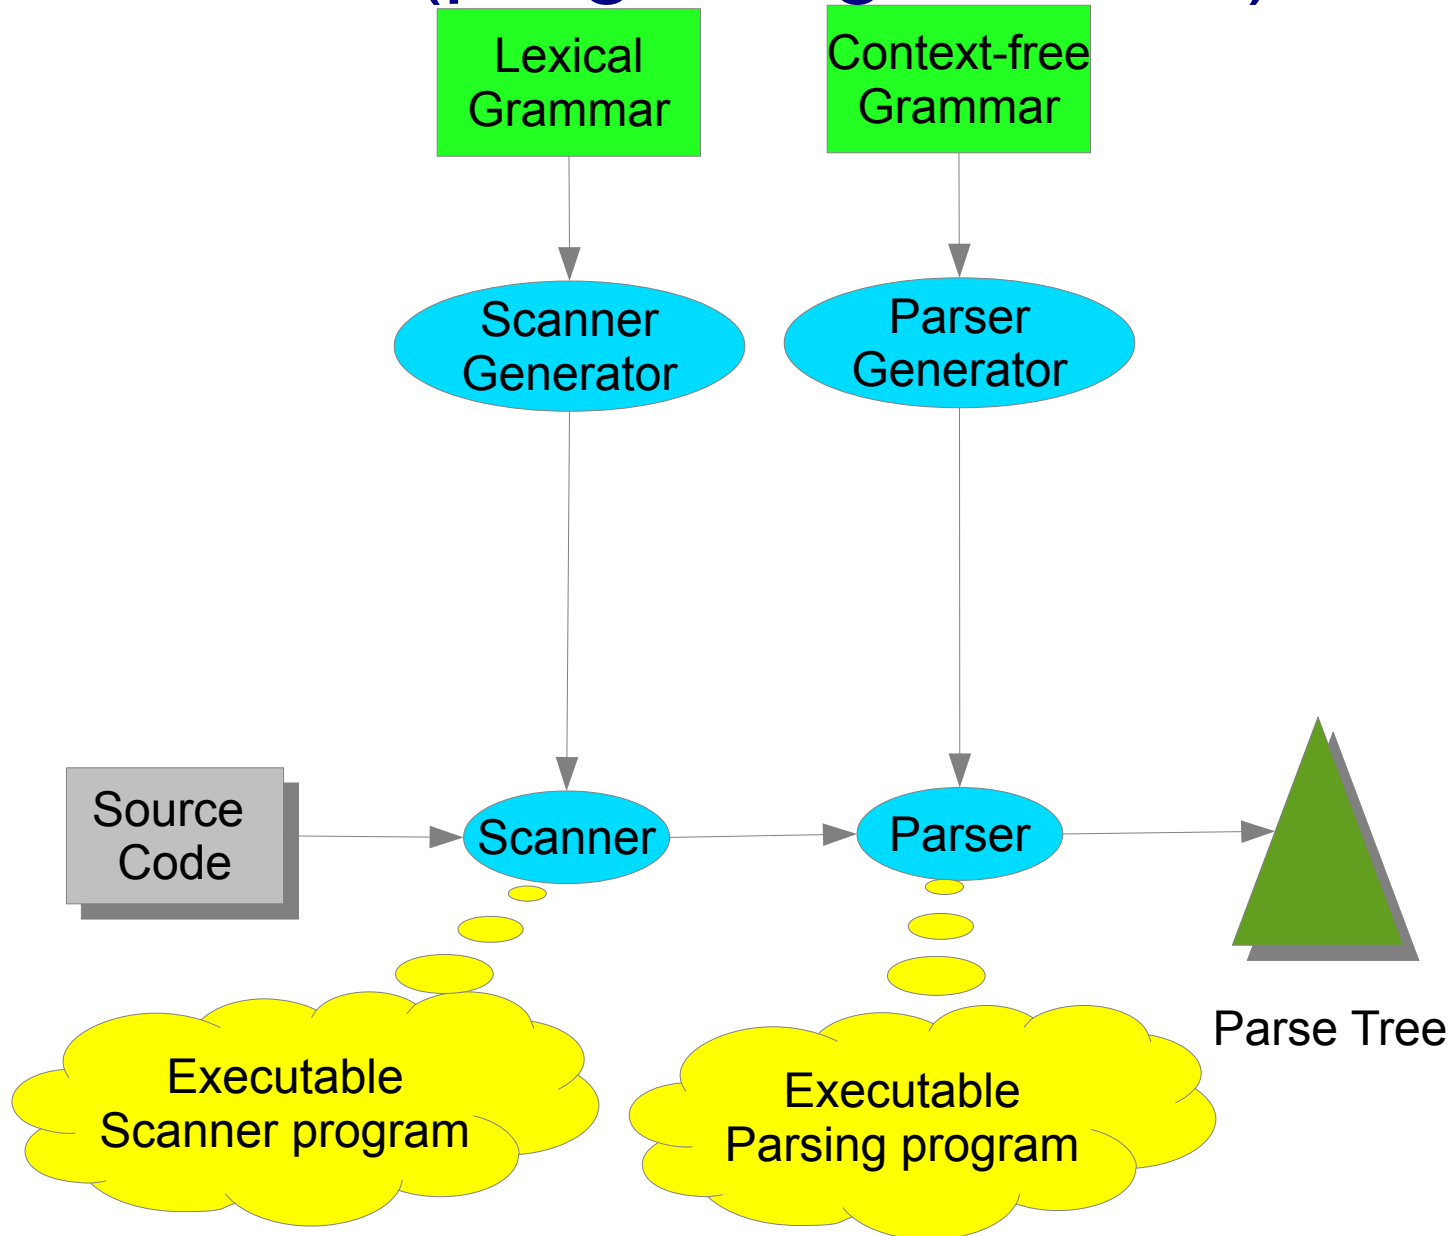 Lexical
Grammar
Context-free
Grammar
Scanner
Generator
Parser
Generator
Source
Code
Scanner
Parser
Parse Tree
Executable
Scanner program
Executable
Parsing program